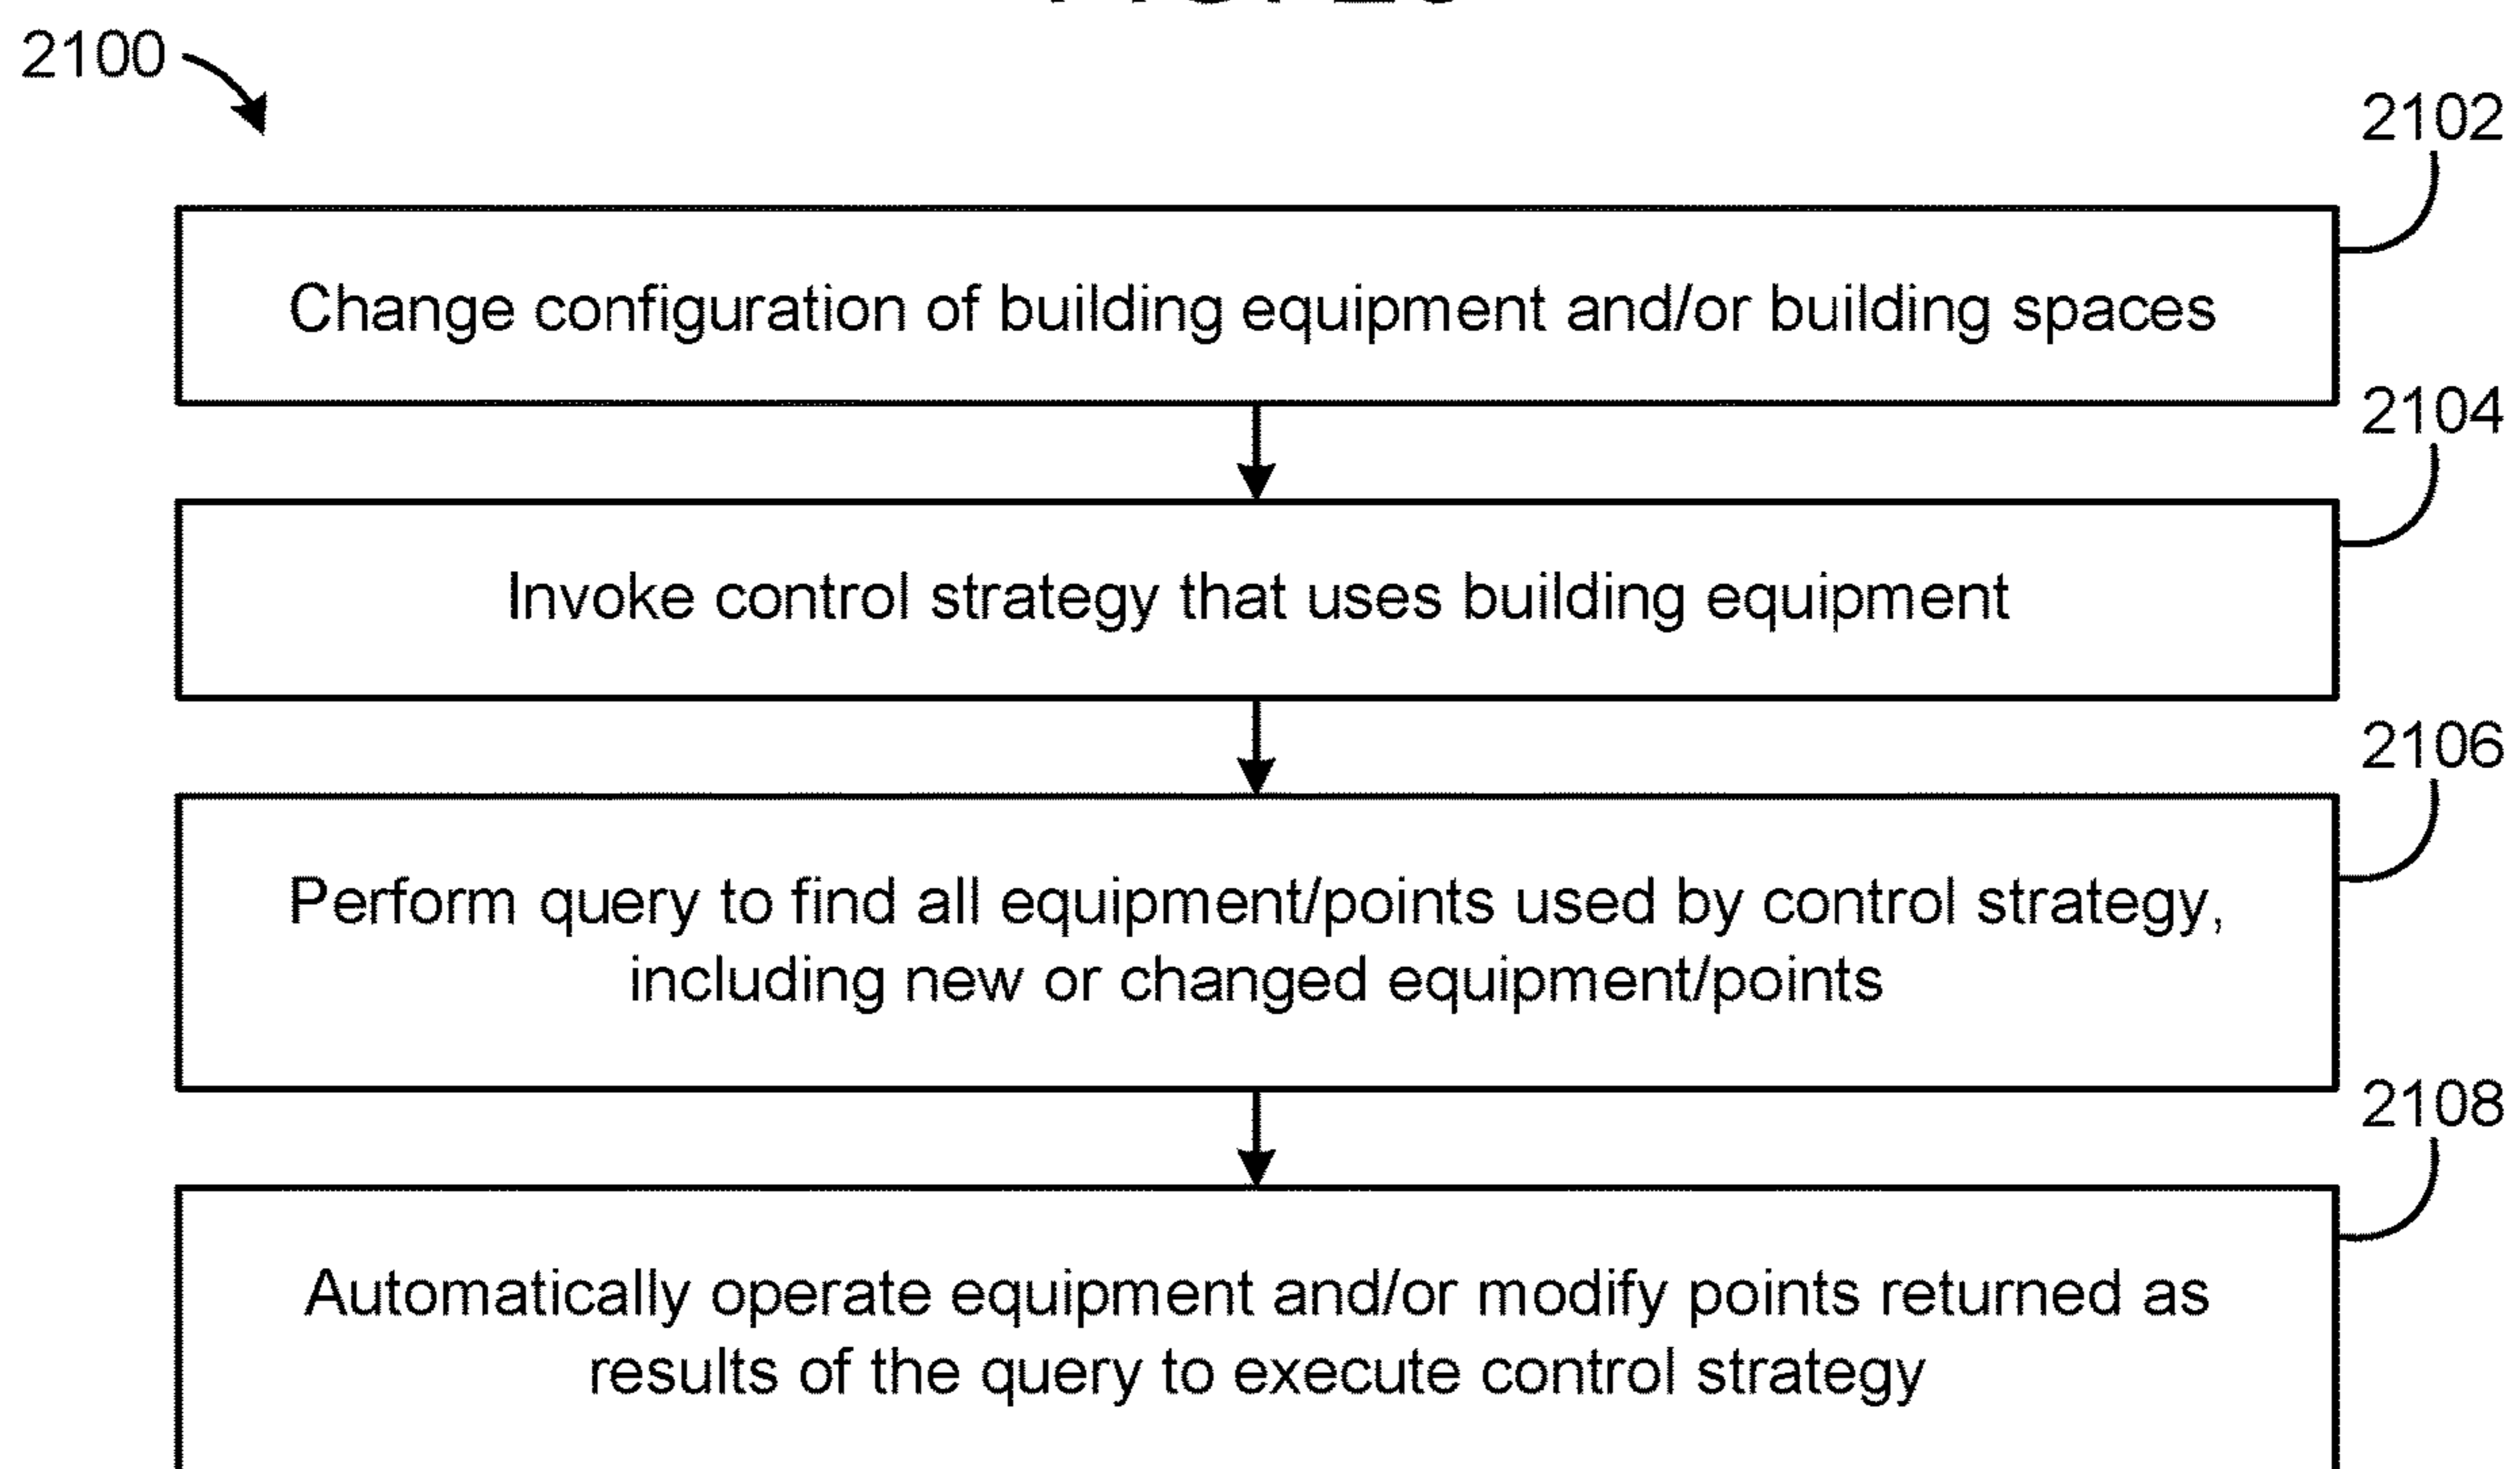 2100
2102
Change configuration of building equipment and/or building spaces
2104
Invoke control strategy that uses building equipment
2106
Perform query to find all equipment/points used by control strategy,
including new or changed equipment/points
2108
Automatically operate equipment and/or modify points returned as
results of the query to execute control strategy